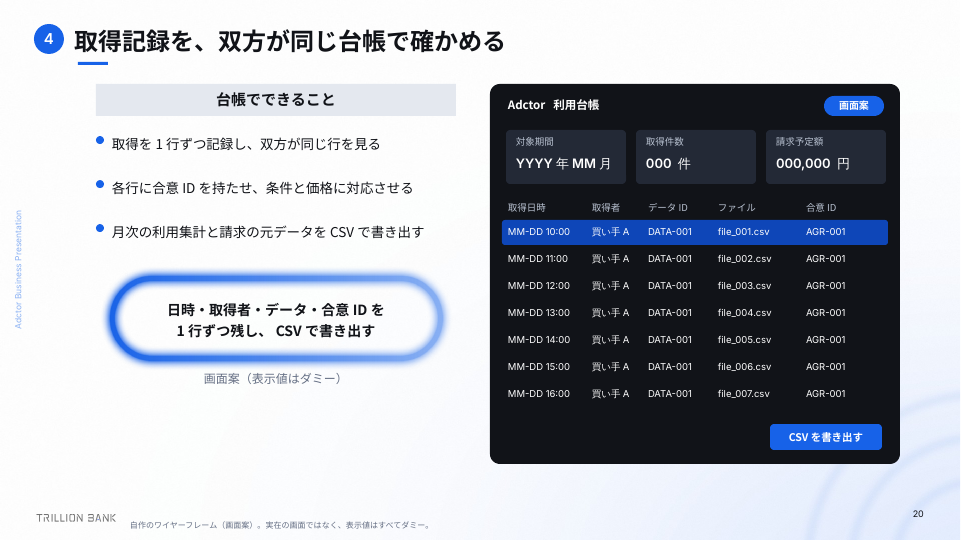 4 取得記録を、双方が同じ台帳で確かめる
台帳でできること
取得を 1 行ずつ記録し、双方が同じ行を見る
各行に合意 ID を持たせ、条件と価格に対応させる
月次の利用集計と請求の元データを CSV で書き出す
日時・取得者・データ・合意 ID を
1 行ずつ残し、 CSV で書き出す
画面案（表示値はダミー）
Adctor 利用台帳 画面案
対象期間 取得件数 請求予定額
YYYY 年 MM 月 000 件 000,000 円
取得日時 取得者 データ ID ファイル 合意 ID
MM-DD 10:00 買い手 A DATA-001 file_001.csv AGR-001
MM-DD 11:00 買い手 A DATA-001 file_002.csv AGR-001
MM-DD 12:00 買い手 A DATA-001 file_003.csv AGR-001
MM-DD 13:00 買い手 A DATA-001 file_004.csv AGR-001
MM-DD 14:00 買い手 A DATA-001 file_005.csv AGR-001
MM-DD 15:00 買い手 A DATA-001 file_006.csv AGR-001
MM-DD 16:00 買い手 A DATA-001 file_007.csv AGR-001
CSV を書き出す
Adctor Business Presentation
TRILLION BANK
自作のワイヤーフレーム（画面案）。実在の画面ではなく、表示値はすべてダミー。
20